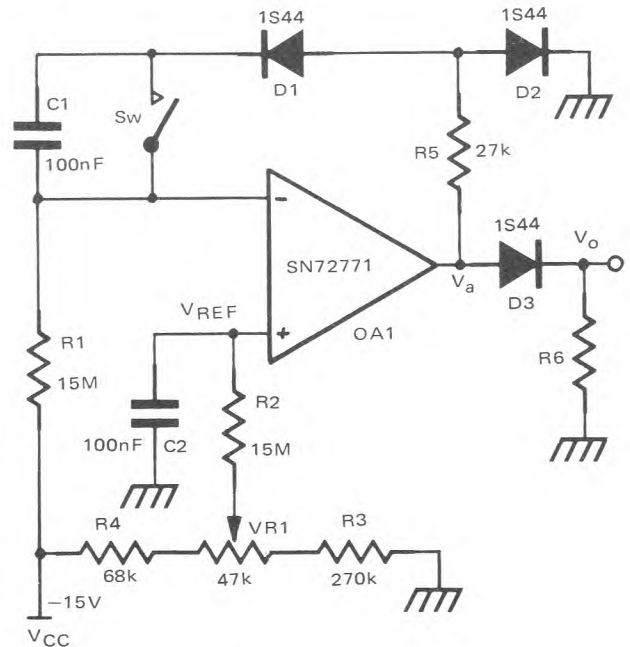 1S44
1S44
D1
D2
C1
100nF
Sw
R5
27k
1S44
Vo
−
SN72771
Va
D3
VREF
+
OA1
R1
15M
R2
15M
R6
100nF
C2
R4
68k
VR1
47k
R3
270k
−15V
VCC